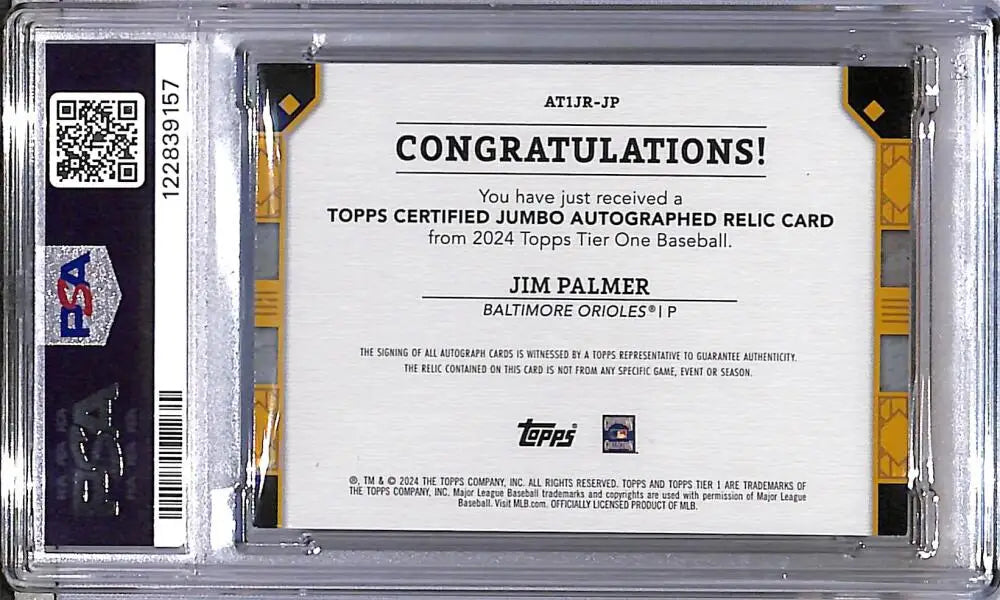 122839157
PSA
PSA
AT1JR-JP
CONGRATULATIONS!
You have just received a
TOPPS CERTIFIED JUMBO AUTOGRAPHED RELIC CARD
from 2024 Topps Tier One Baseball.
JIM PALMER
BALTIMORE ORIOLES® | P
THE SIGNING OF ALL AUTOGRAPH CARDS IS WITNESSED BY A TOPPS REPRESENTATIVE TO GUARANTEE AUTHENTICITY.
THE RELIC CONTAINED ON THIS CARD IS NOT FROM ANY SPECIFIC GAME, EVENT OR SEASON.
Topps
®, TM & © 2024 THE TOPPS COMPANY, INC. ALL RIGHTS RESERVED. TOPPS AND TOPPS TIER 1 ARE TRADEMARKS OF
THE TOPPS COMPANY, INC. Major League Baseball trademarks and copyrights are used with permission of Major League
Baseball. Visit MLB.com. OFFICIALLY LICENSED PRODUCT OF MLB.